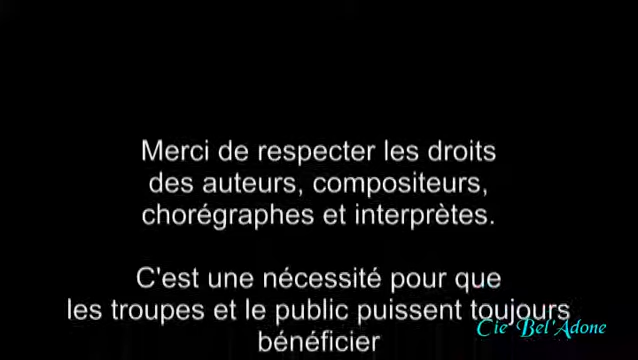 Merci de respecter les droits
des auteurs, compositeurs,
chorégraphes et interprètes.
C'est une nécessité pour que
les troupes et le public puissent toujours
bénéficier
Cie Bel'Adone